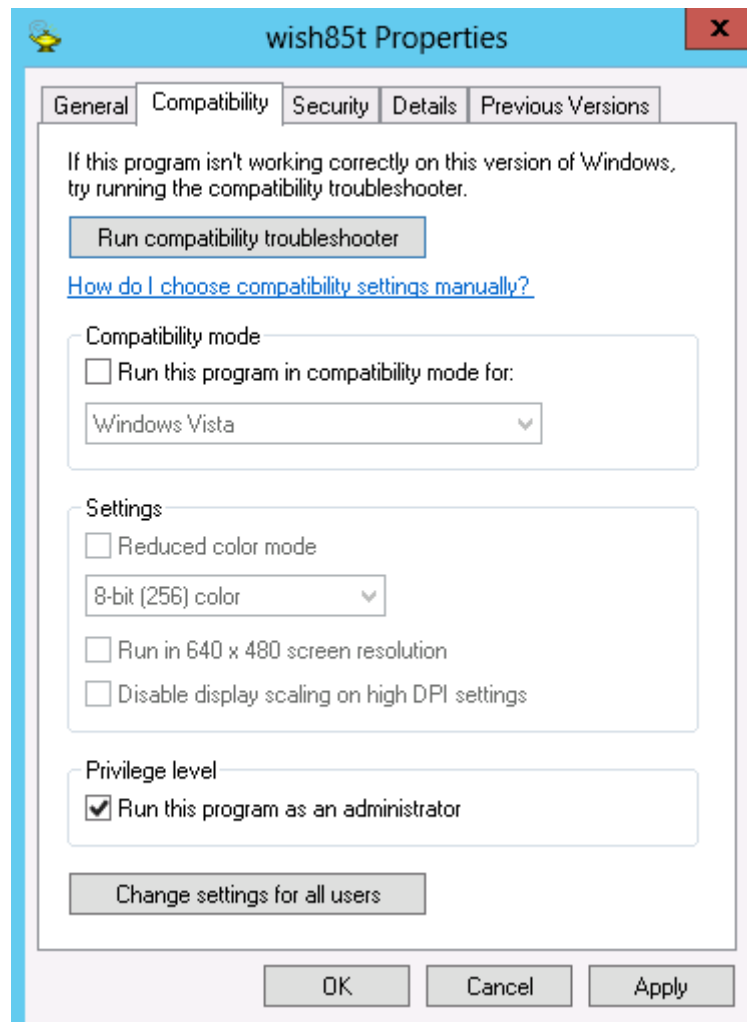 wish85t Properties
x
General Compatibility Security Details Previous Versions
If this program isn't working correctly on this version of Windows,
try running the compatibility troubleshooter.
Run compatibility troubleshooter
How do I choose compatibility settings manually?
Compatibility mode
Run this program in compatibility mode for:
Windows Vista
Settings
Reduced color mode
8-bit (256) color
Run in 640 x 480 screen resolution
Disable display scaling on high DPI settings
Privilege level
Run this program as an administrator
Change settings for all users
OK Cancel Apply